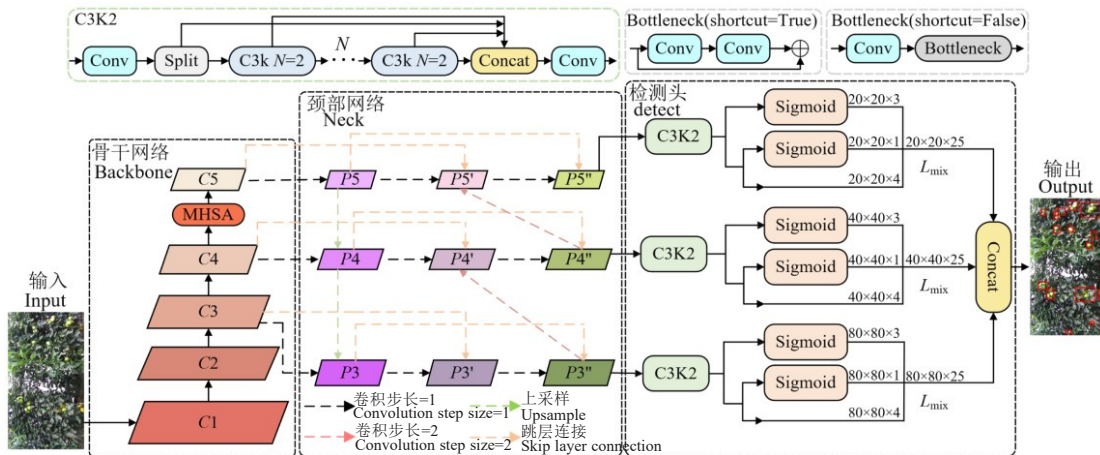 C3K2
Conv
Split
C3k N=2
N
···
C3k N=2
Concat
Conv
Bottleneck(shortcut=True)
Conv
Conv
Bottleneck(shortcut=False)
Conv
Bottleneck
骨干网络
Backbone
C5
MHSA
C4
C3
C2
C1
输入
Input
颈部网络
Neck
P5
P5'
P5"
P4
P4'
P4"
P3
P3'
P3"
卷积步长=1
Convolution step size=1
上采样
Upsample
卷积步长=2
Convolution step size=2
跳层连接
Skip layer connection
检测头
detect
C3K2
Sigmoid
20×20×3
Sigmoid
20×20×1
20×20×25
20×20×4
Lmix
C3K2
Sigmoid
40×40×3
Sigmoid
40×40×1
40×40×25
40×40×4
Lmix
C3K2
Sigmoid
80×80×3
Sigmoid
80×80×1
80×80×25
80×80×4
Lmix
Concat
输出
Output